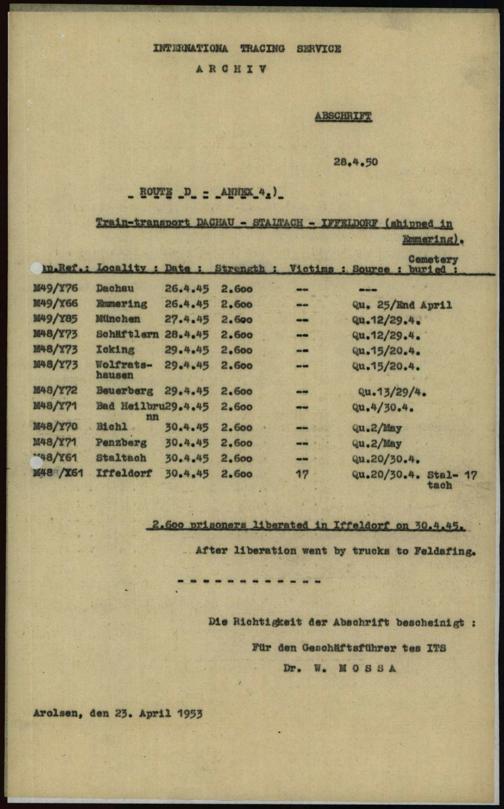 INTERNATIONA TRACING SERVICE
ARCHIV
ABSCHRIFT
28.4.50
ROUTE D - ANNEX 4.)
Train-transport DACHAU - STALTACH - IFFELDORF (shipped in
Emmering).
n.Ref.: Locality : Date : Strength : Victims : Source : Cemetery buried :
M49/Y76 Dachau 26.4.45 2.600 -- ---
M49/Y66 Emmering 26.4.45 2.600 -- Qu. 25/End April
M49/Y85 München 27.4.45 2.600 -- Qu.12/29.4.
M48/Y73 Schäftlarn 28.4.45 2.600 -- Qu.12/29.4.
M48/Y73 Icking 29.4.45 2.600 -- Qu.15/20.4.
M48/Y73 Wolfrats- 29.4.45 2.600 -- Qu.15/20.4.
hausen
M48/Y72 Beuerberg 29.4.45 2.600 -- Qu.13/29/4.
M48/Y71 Bad Heilbru29.4.45 2.600 -- Qu.4/30.4.
nn
M48/Y70 Bichl 30.4.45 2.600 -- Qu.2/May
M48/Y71 Penzberg 30.4.45 2.600 -- Qu.2/May
M48/Y61 Staltach 30.4.45 2.600 -- Qu.20/30.4.
M48 /X61 Iffeldorf 30.4.45 2.600 17 Qu.20/30.4. Stal- 17
tach
2.600 prisoners liberated in Iffeldorf on 30.4.45.
After liberation went by trucks to Feldafing.
- - - - - - - - - - - -
Die Richtigkeit der Abschrift bescheinigt :
Für den Geschäftsführer tes ITS
Dr. W. MOSSA
Arolsen, den 23. April 1953